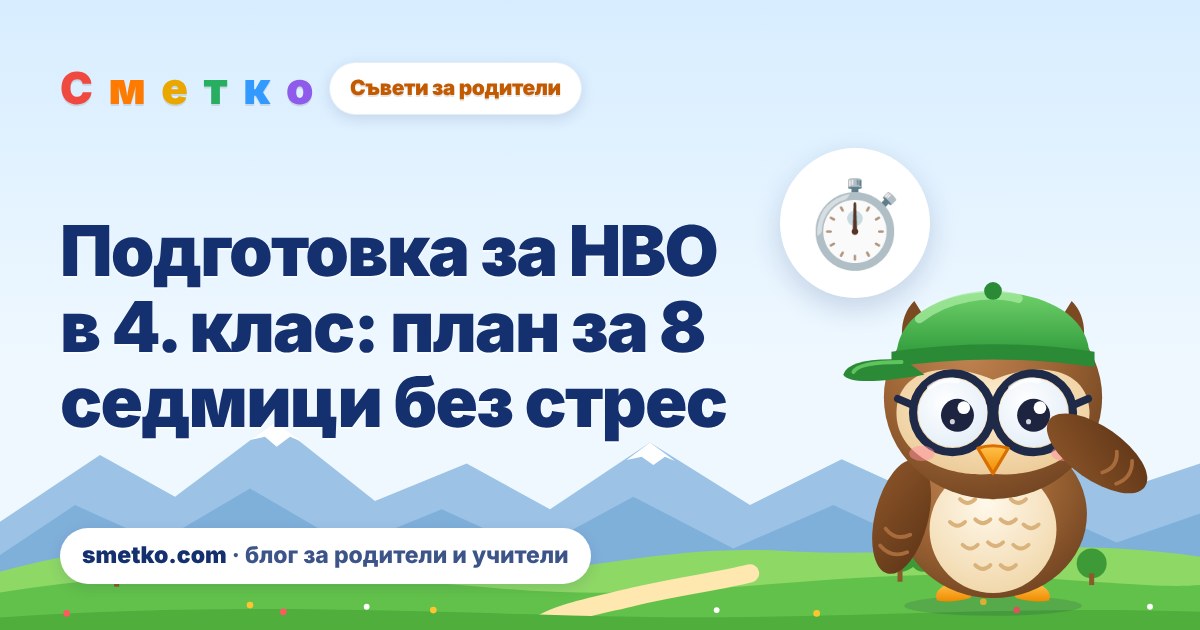 Сметко
Съвети за родители
Подготовка за НВО
в 4. клас: план за 8
седмици без стрес
smetko.com · блог за родители и учители